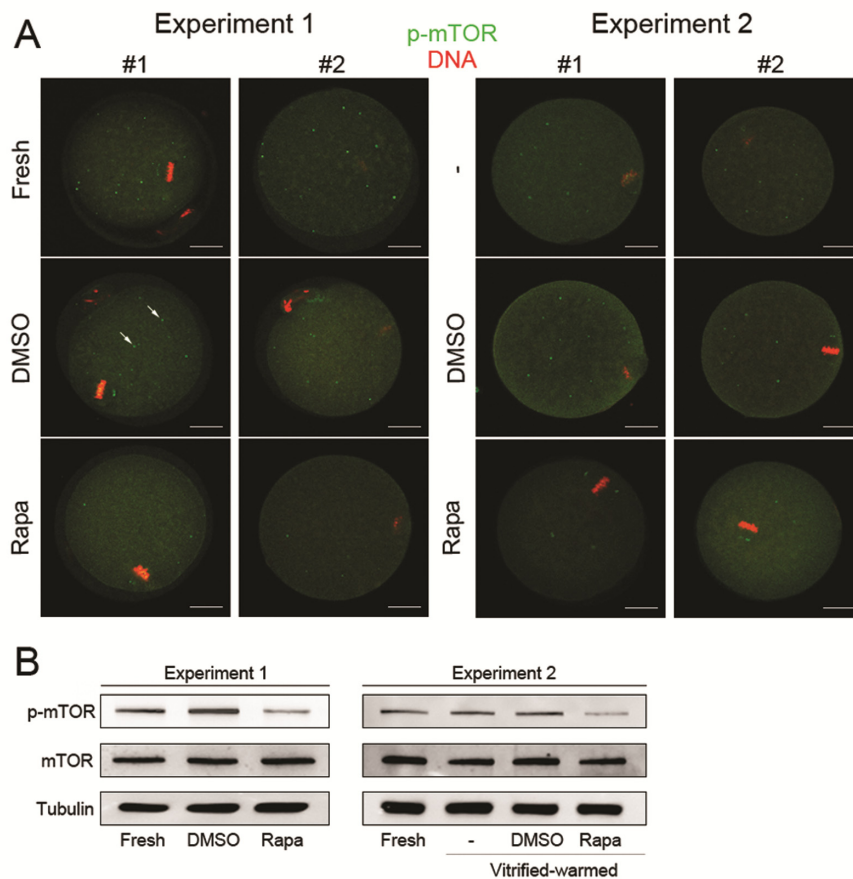 A
Experiment 1
p-mTOR
DNA
Experiment 2
#1 #2 #1 #2
Fresh -
DMSO DMSO
Rapa Rapa
B
Experiment 1 Experiment 2
p-mTOR
mTOR
Tubulin
Fresh DMSO Rapa Fresh - DMSO Rapa
Vitrified-warmed